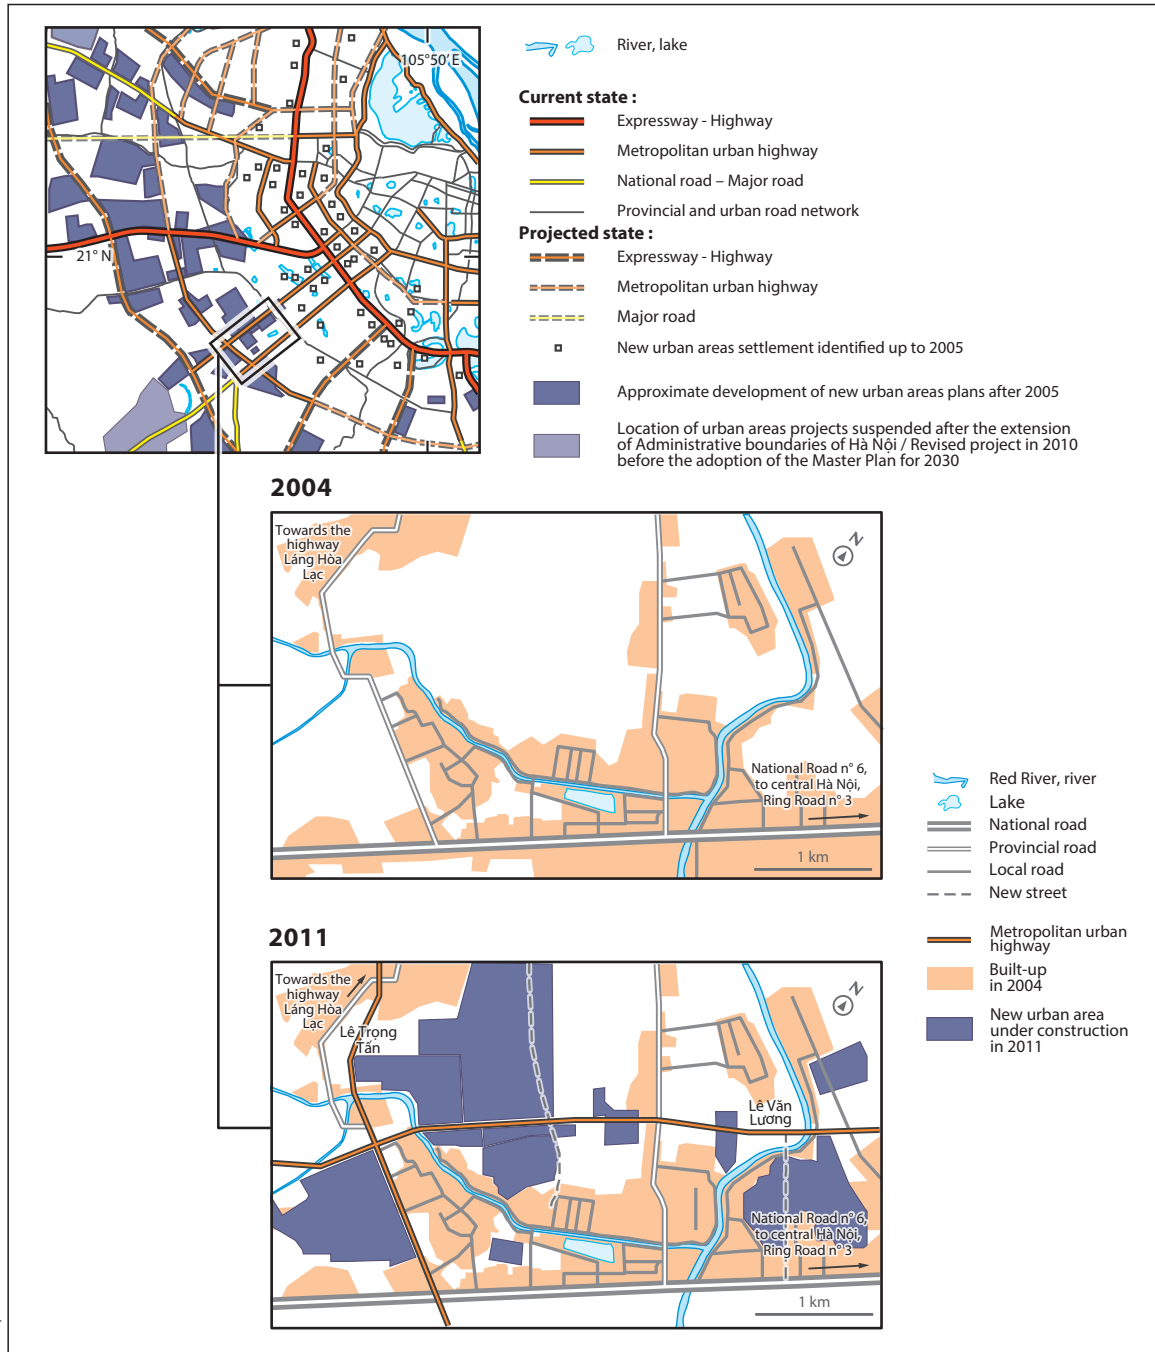 105°50' E
21° N
River, lake
Current state :
Expressway - Highway
Metropolitan urban highway
National road – Major road
Provincial and urban road network
Projected state :
Expressway - Highway
Metropolitan urban highway
Major road
New urban areas settlement identified up to 2005
Approximate development of new urban areas plans after 2005
Location of urban areas projects suspended after the extension
of Administrative boundaries of Hà Nội / Revised project in 2010
before the adoption of the Master Plan for 2030
2004
Towards the
highway
Láng Hòa
Lạc
N
National Road n° 6,
to central Hà Nội,
Ring Road n° 3
1 km
Red River, river
Lake
National road
Provincial road
Local road
New street
Metropolitan urban
highway
Built-up
in 2004
New urban area
under construction
in 2011
2011
Towards the
highway
Láng Hòa
Lạc
Lê Trọng
Tấn
N
Lê Văn
Lương
National Road n° 6,
to central Hà Nội,
Ring Road n° 3
1 km